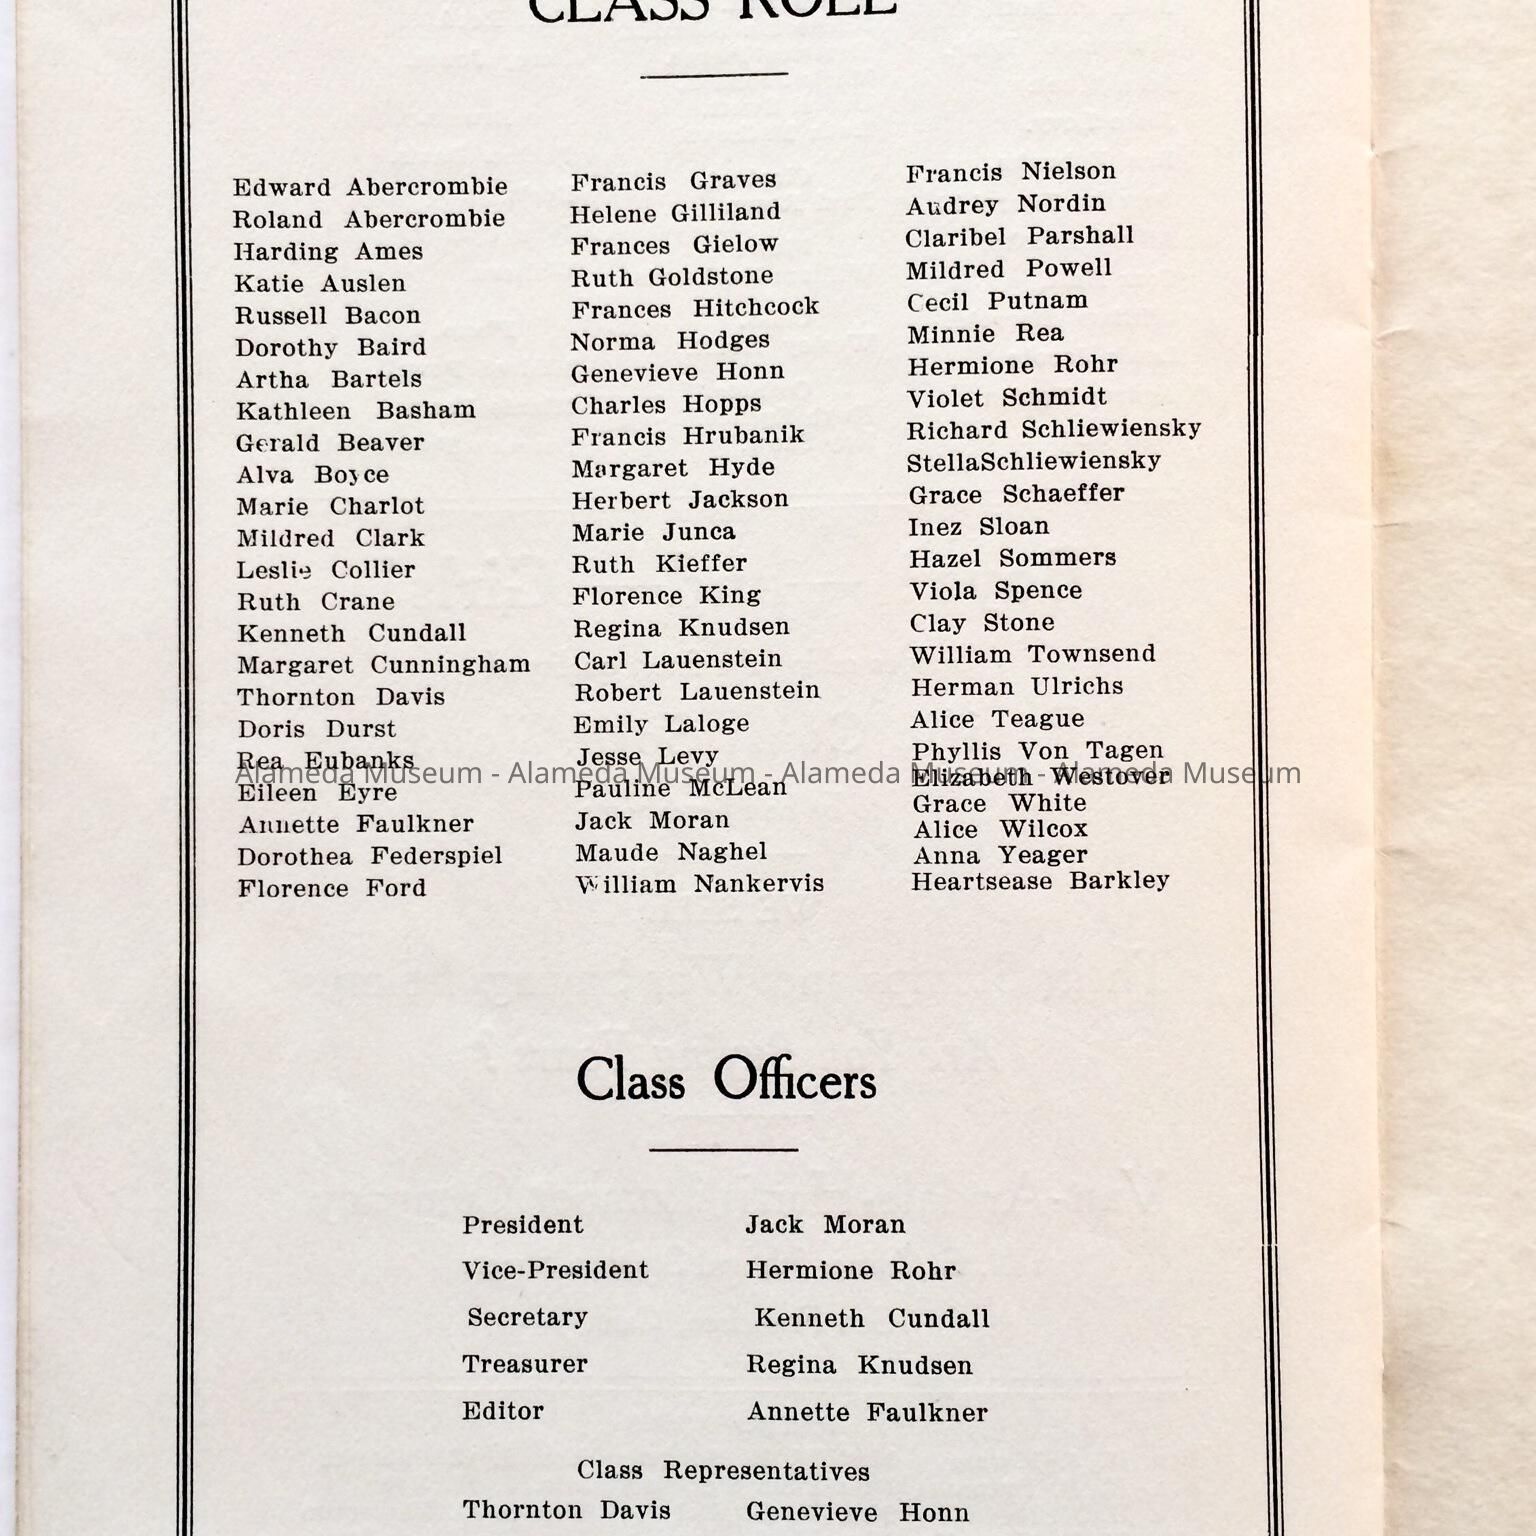 CLASS ROLL
Edward Abercrombie
Roland Abercrombie
Harding Ames
Katie Auslen
Russell Bacon
Dorothy Baird
Artha Bartels
Kathleen Basham
Gerald Beaver
Alva Boyce
Marie Charlot
Mildred Clark
Leslie Collier
Ruth Crane
Kenneth Cundall
Margaret Cunningham
Thornton Davis
Doris Durst
Rea Eubanks
Eileen Eyre
Annette Faulkner
Dorothea Federspiel
Florence Ford
Francis Graves
Helene Gilliland
Frances Gielow
Ruth Goldstone
Frances Hitchcock
Norma Hodges
Genevieve Honn
Charles Hopps
Francis Hrubanik
Margaret Hyde
Herbert Jackson
Marie Junca
Ruth Kieffer
Florence King
Regina Knudsen
Carl Lauenstein
Robert Lauenstein
Emily Laloge
Jesse Levy
Pauline McLean
Jack Moran
Maude Naghel
William Nankervis
Francis Nielson
Audrey Nordin
Claribel Parshall
Mildred Powell
Cecil Putnam
Minnie Rea
Hermione Rohr
Violet Schmidt
Richard Schliewiensky
StellaSchliewiensky
Grace Schaeffer
Inez Sloan
Hazel Sommers
Viola Spence
Clay Stone
William Townsend
Herman Ulrichs
Alice Teague
Phyllis Von Tagen
Elizabeth Westover
Grace White
Alice Wilcox
Anna Yeager
Heartsease Barkley
Alameda Museum - Alameda Museum - Alameda Museum - Alameda Museum
Class Officers
President Jack Moran
Vice-President Hermione Rohr
Secretary Kenneth Cundall
Treasurer Regina Knudsen
Editor Annette Faulkner
Class Representatives
Thornton Davis Genevieve Honn